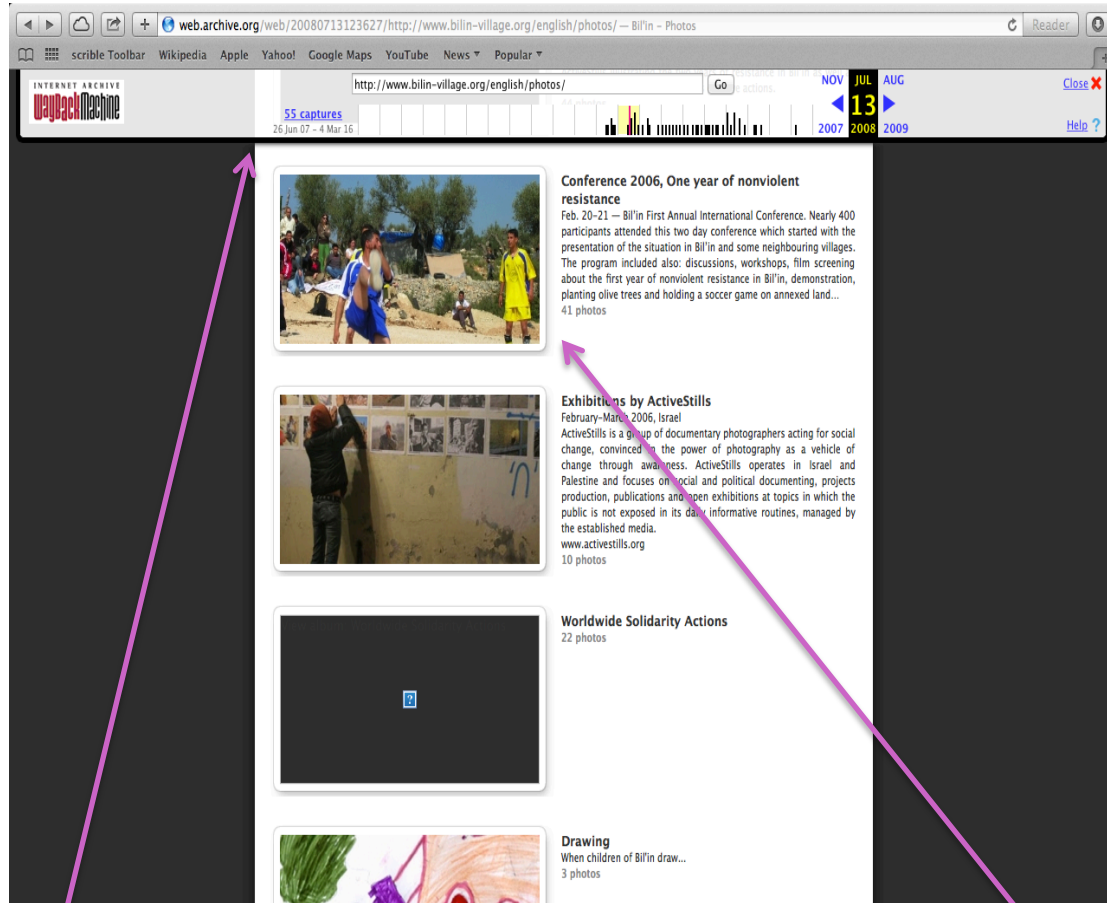 web.archive.org/web/20080713123627/http://www.bilin-village.org/english/photos/ — Bil'in - Photos
Reader
scrible Toolbar Wikipedia Apple Yahoo! Google Maps YouTube News Popular
INTERNET ARCHIVE
WayBackMachine
http://www.bilin-village.org/english/photos/
Go
55 captures
26 Jun 07 - 4 Mar 16
NOV JUL AUG
13
2007 2008 2009
Close
Help ?
Conference 2006, One year of nonviolent
resistance
Feb. 20-21 — Bil'in First Annual International Conference. Nearly 400
participants attended this two day conference which started with the
presentation of the situation in Bil'in and some neighbouring villages.
The program included also: discussions, workshops, film screening
about the first year of nonviolent resistance in Bil'in, demonstration,
planting olive trees and holding a soccer game on annexed land...
41 photos
Exhibitions by ActiveStills
February-March 2006, Israel
ActiveStills is a group of documentary photographers acting for social
change, convinced in the power of photography as a vehicle of
change through awareness. ActiveStills operates in Israel and
Palestine and focuses on social and political documenting, projects
production, publications and open exhibitions at topics in which the
public is not exposed in its daily informative routines, managed by
the established media.
www.activestills.org
10 photos
Worldwide Solidarity Actions
22 photos
?
Drawing
When children of Bil'in draw...
3 photos